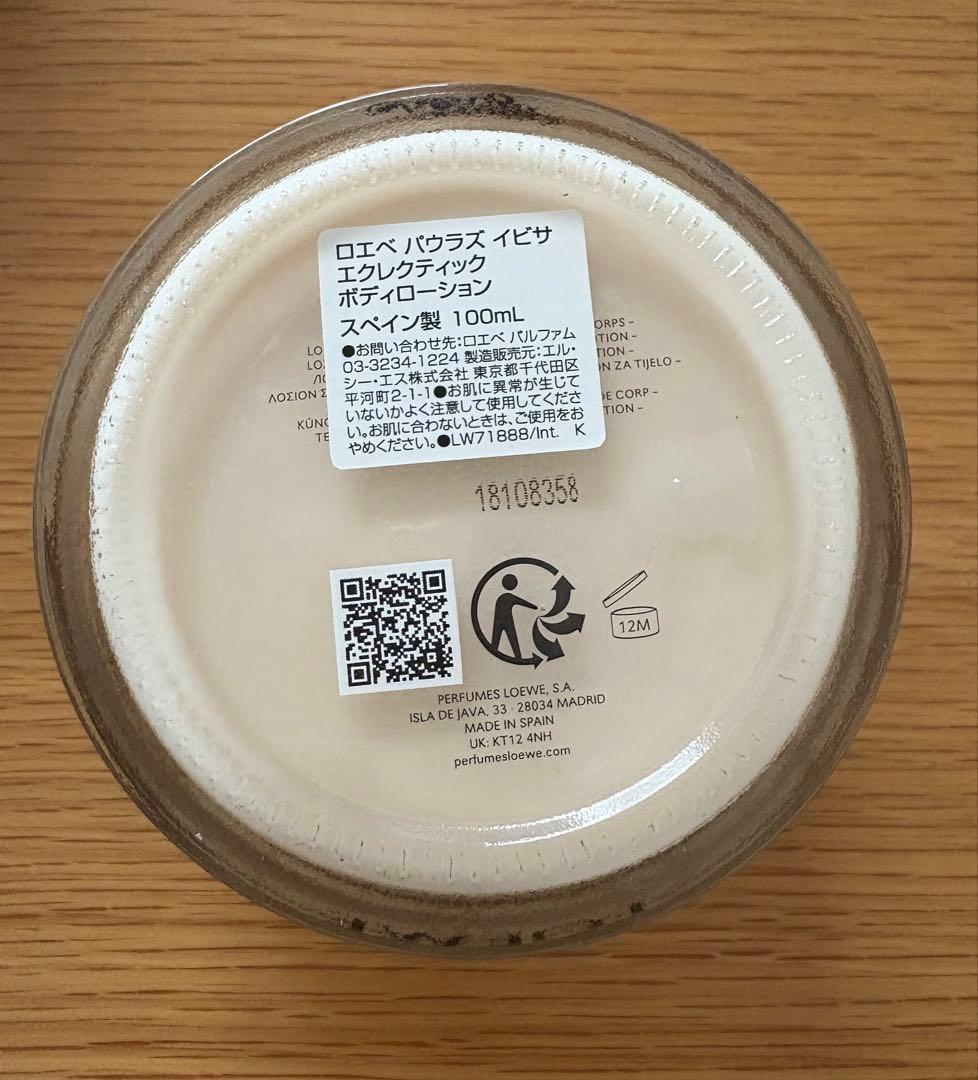 ロエベ パウラズ イビサ
エクレクティック
ボディローション
スペイン製 100mL
●お問い合わせ先:ロエベ パルファム
03-3234-1224 製造販売元:エル・
シー・エス株式会社 東京都千代田区
平河町2-1-1●お肌に異常が生じて
いないかよく注意して使用してくださ
い。お肌に合わないときは、ご使用をお
やめください。●LW71888/Int. K
CORPS –
TION –
ZA TIJELO –
ΛΟΣΙΟΝ
DE CORP –
18108358
12M
PERFUMES LOEWE, S.A.
ISLA DE JAVA, 33 · 28034 MADRID
MADE IN SPAIN
UK: KT12 4NH
perfumesloewe.com